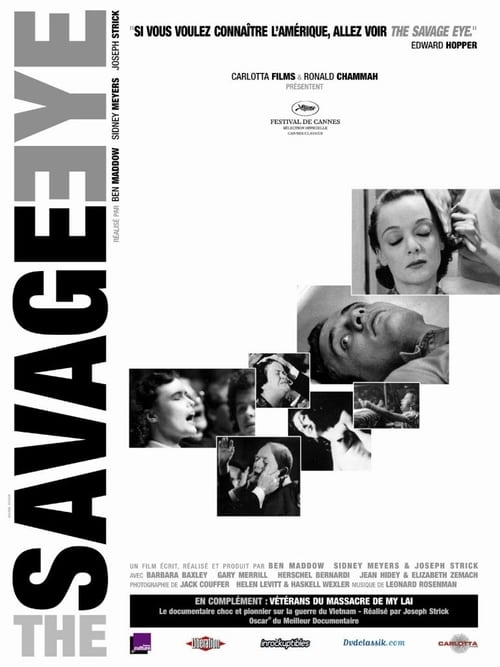 "SI VOUS VOULEZ CONNAÎTRE L'AMÉRIQUE, ALLEZ VOIR THE SAVAGE EYE."
EDWARD HOPPER
CARLOTTA FILMS & RONALD CHAMMAH
PRÉSENTENT
FESTIVAL DE CANNES
SÉLECTION OFFICIELLE
CANNES CLASSICS
THE SAVAGE EYE
RÉALISÉ PAR BEN MADDOW SIDNEY MEYERS JOSEPH STRICK
UN FILM ÉCRIT, RÉALISÉ ET PRODUIT PAR BEN MADDOW SIDNEY MEYERS & JOSEPH STRICK
AVEC BARBARA BAXLEY GARY MERRILL HERSCHEL BERNARDI JEAN HIDEY & ELIZABETH ZEMACH
PHOTOGRAPHIE DE JACK COUFFER HELEN LEVITT & HASKELL WEXLER MUSIQUE DE LEONARD ROSENMAN
EN COMPLÉMENT : VÉTÉRANS DU MASSACRE DE MY LAI
Le documentaire choc et pionnier sur la guerre du Vietnam - Réalisé par Joseph Strick
Oscar® du Meilleur Documentaire
culture
Libération
inrockuptibles
Dvdclassik.com
CARLOTTA